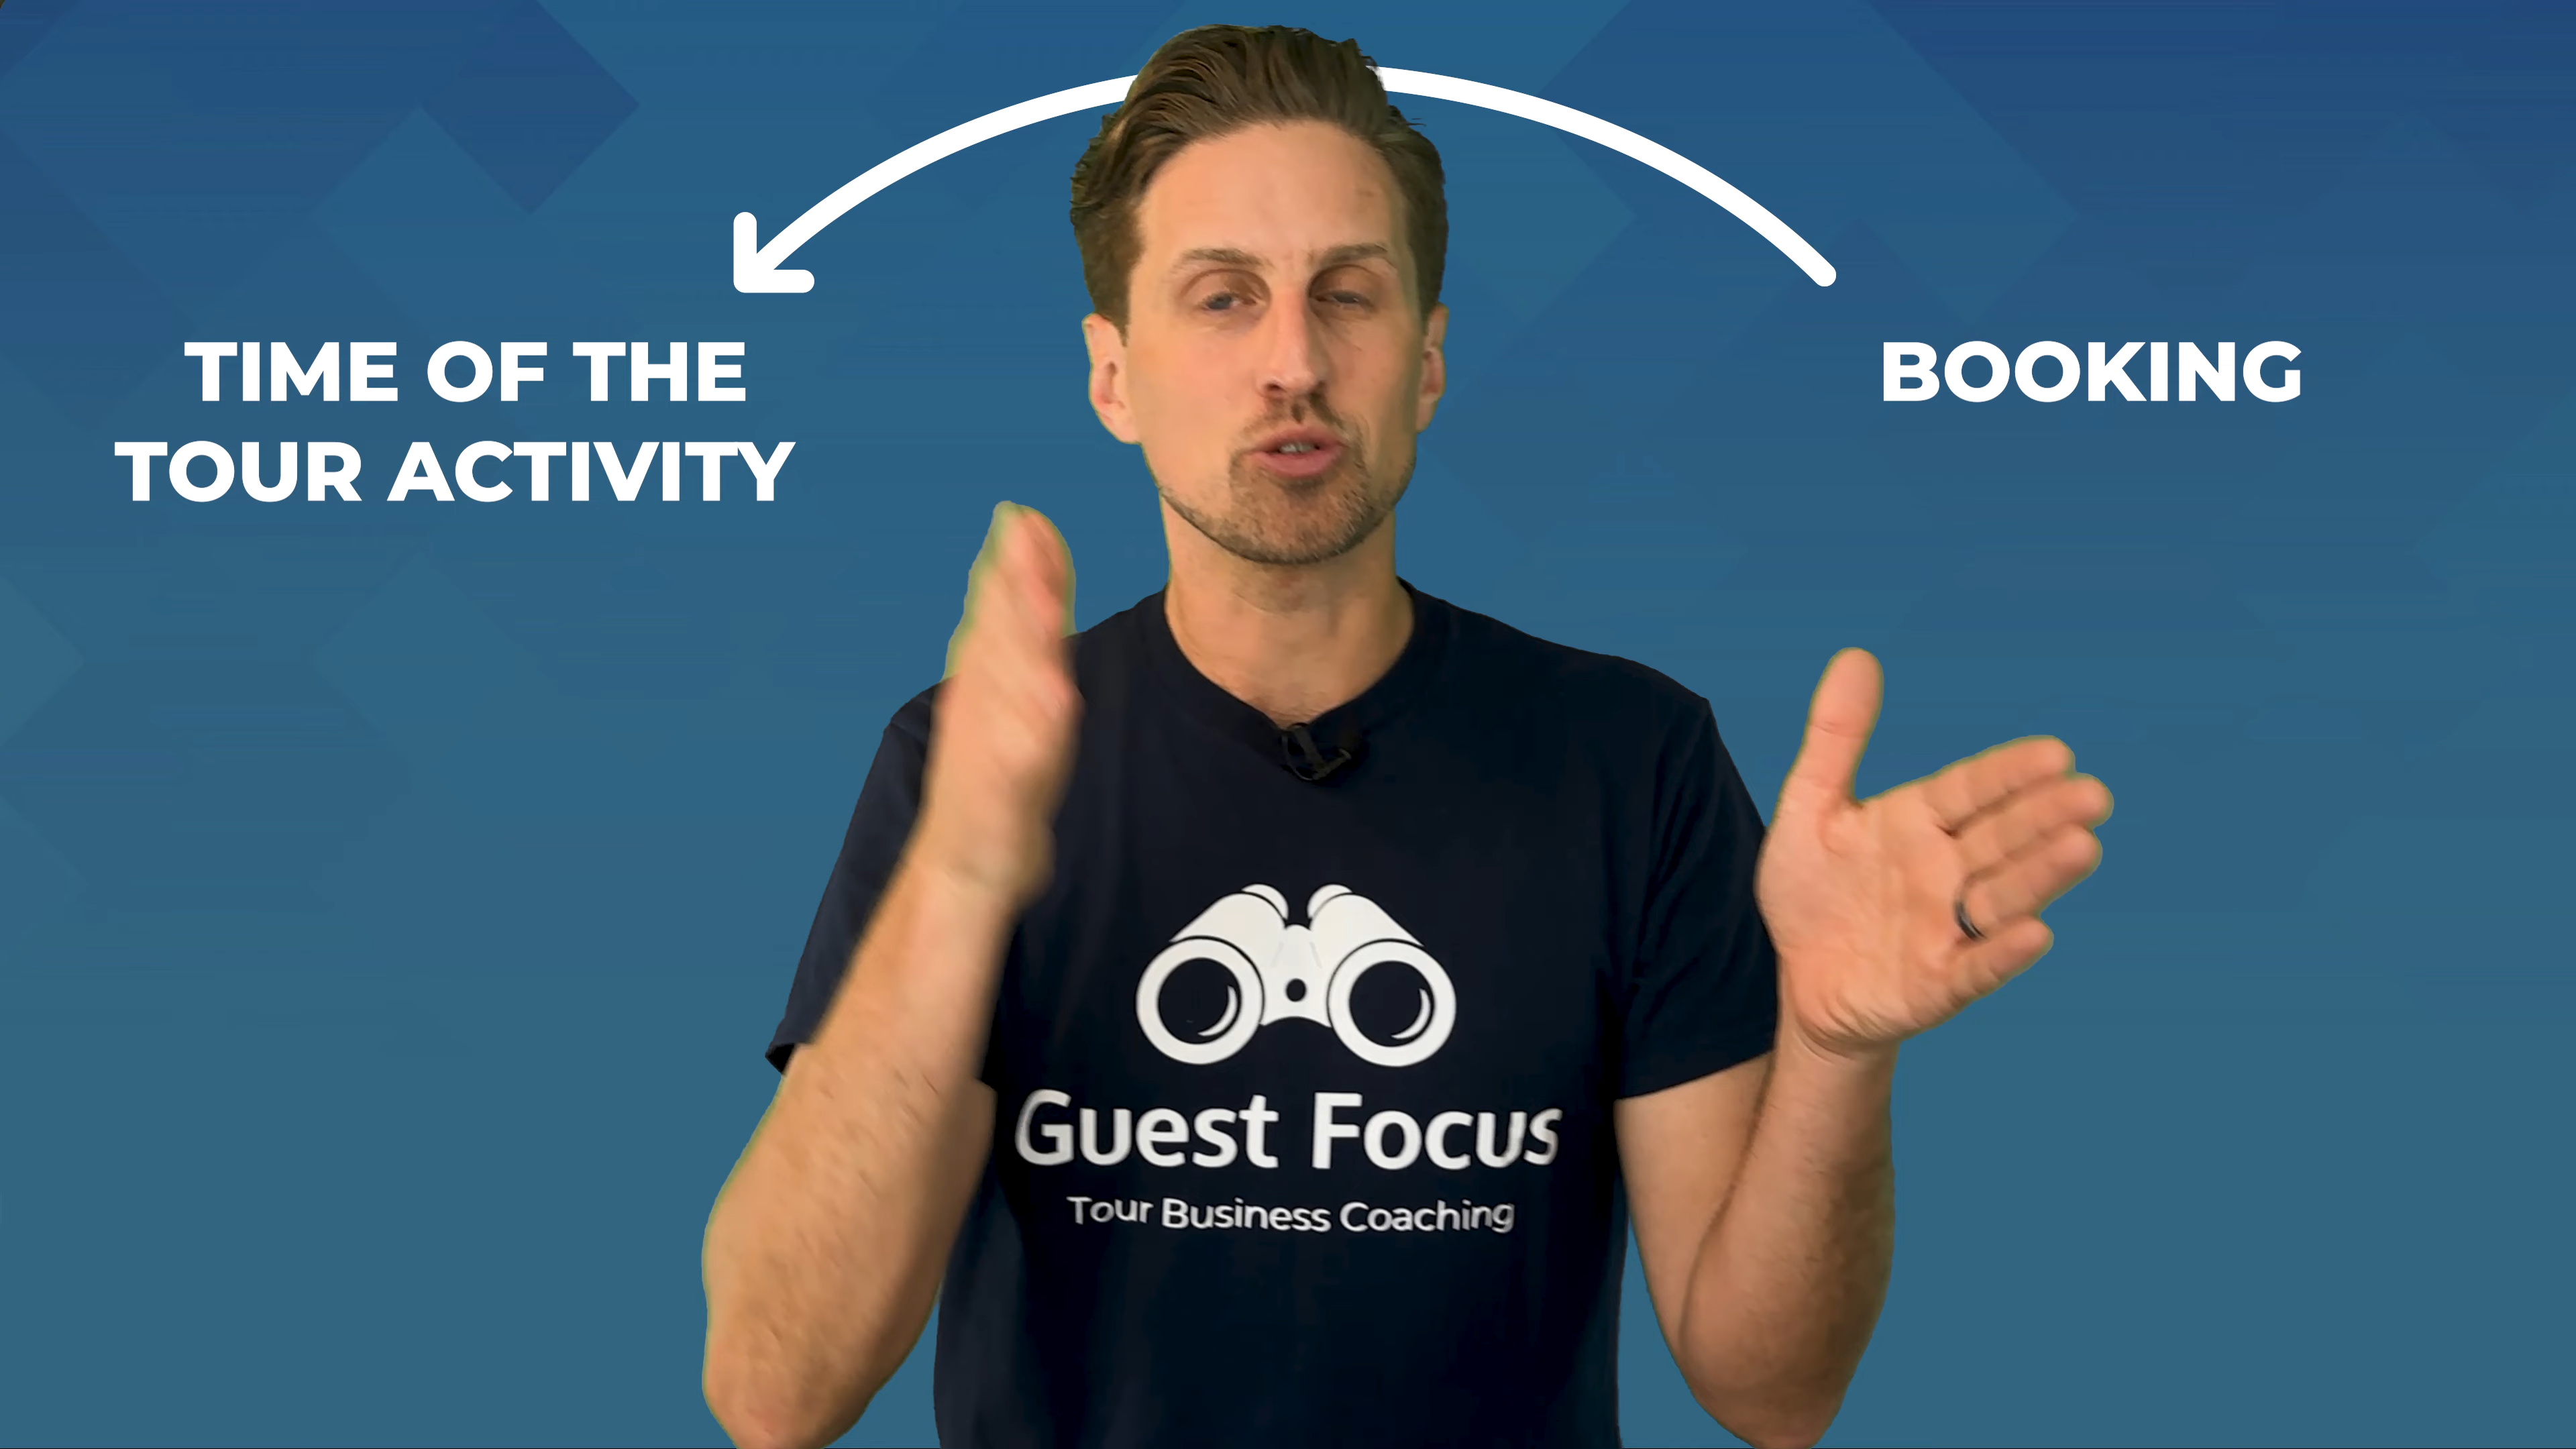 TIME OF THE
TOUR ACTIVITY
BOOKING
Guest Focus
Tour Business Coaching